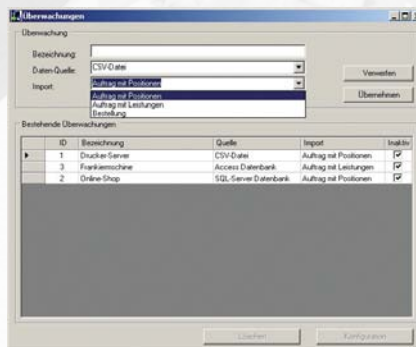 Überwachungen
Überwachung
Bezeichnung:
Daten-Quelle: CSV-Datei
Import: Auftrag mit Positionen
Auftrag mit Positionen
Auftrag mit Leistungen
Bestellung
Verwerfen
Übernehmen
Bestehende Überwachungen
ID Bezeichnung Quelle Import Inaktiv
1 Drucker-Server CSV-Datei Auftrag mit Positionen
3 Frankiermschine Access Datenbank Auftrag mit Leistungen
2 Online-Shop SQL-Server Datenbank Auftrag mit Positionen
Löschen Konfiguration